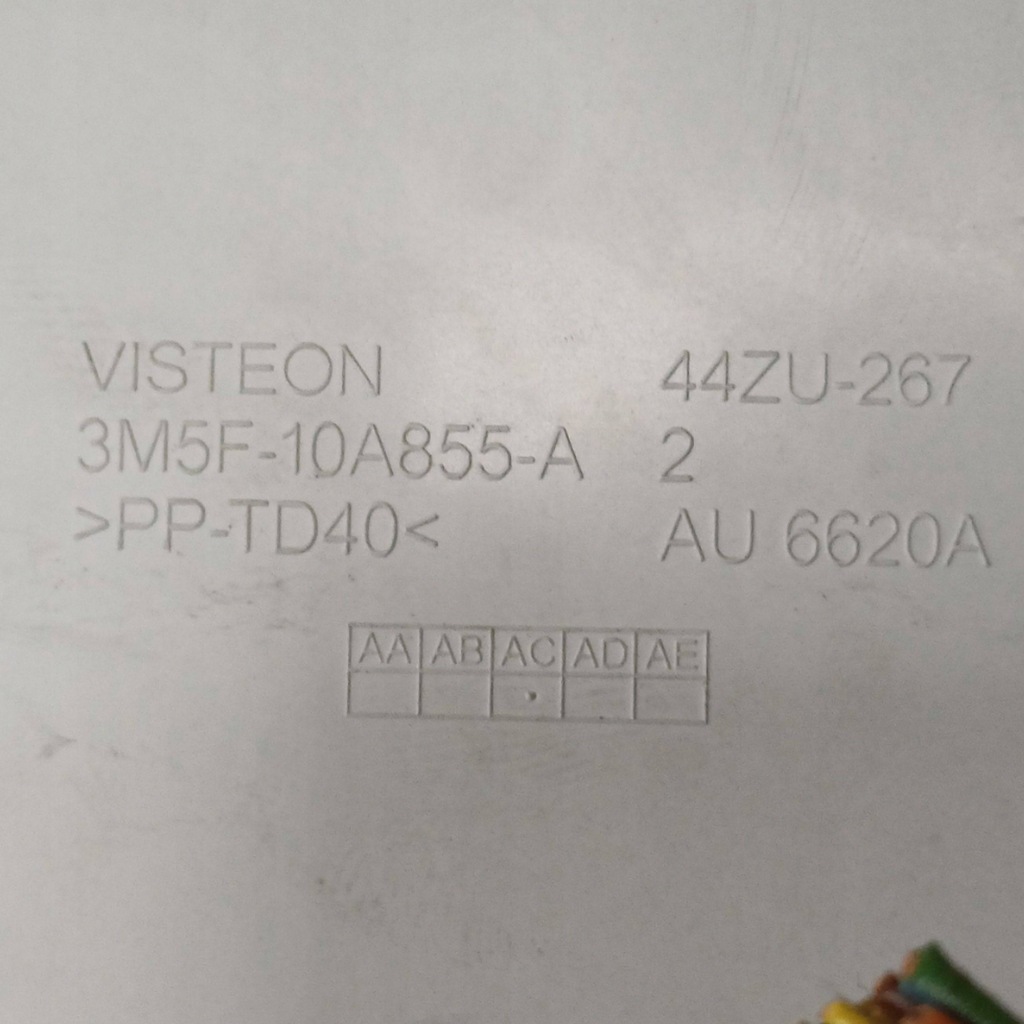 VISTEON 44ZU-267
3M5F-10A855-A 2
>PP-TD40< AU 6620A
AA AB AC AD AE